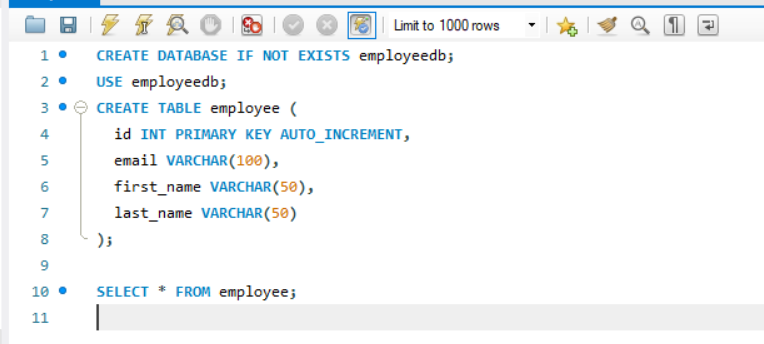 Limit to 1000 rows
1 CREATE DATABASE IF NOT EXISTS employeedb;
2 USE employeedb;
3 CREATE TABLE employee (
4 id INT PRIMARY KEY AUTO_INCREMENT,
5 email VARCHAR(100),
6 first_name VARCHAR(50),
7 last_name VARCHAR(50)
8 );
9
10 SELECT * FROM employee;
11